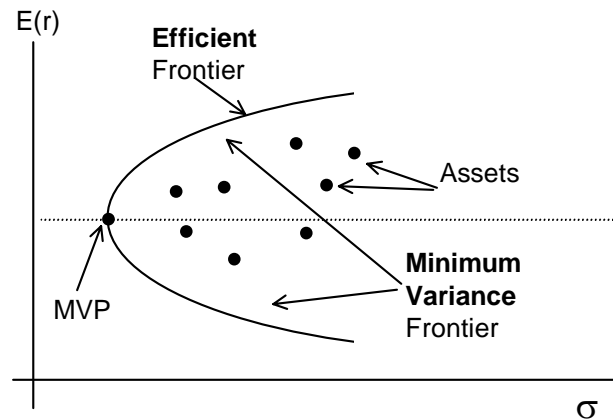 E(r)
Efficient
Frontier
Assets
Minimum
Variance
Frontier
MVP
σ